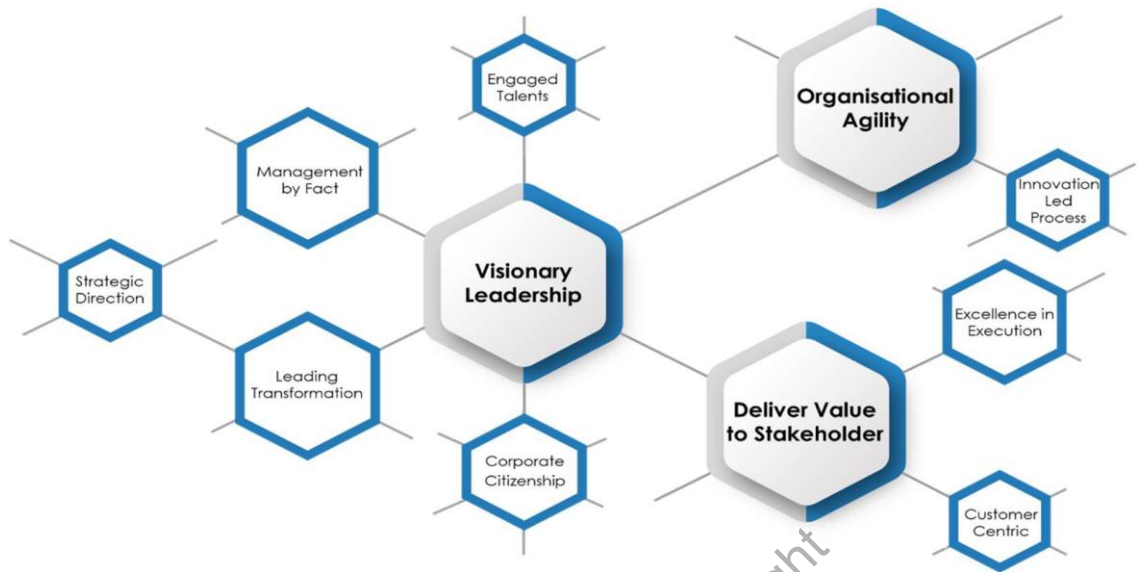 Engaged
Talents
Organisational
Agility
Management
by Fact
Innovation
Led
Process
Strategic
Direction
Visionary
Leadership
Excellence in
Execution
Leading
Transformation
Deliver Value
to Stakeholder
Corporate
Citizenship
Customer
Centric